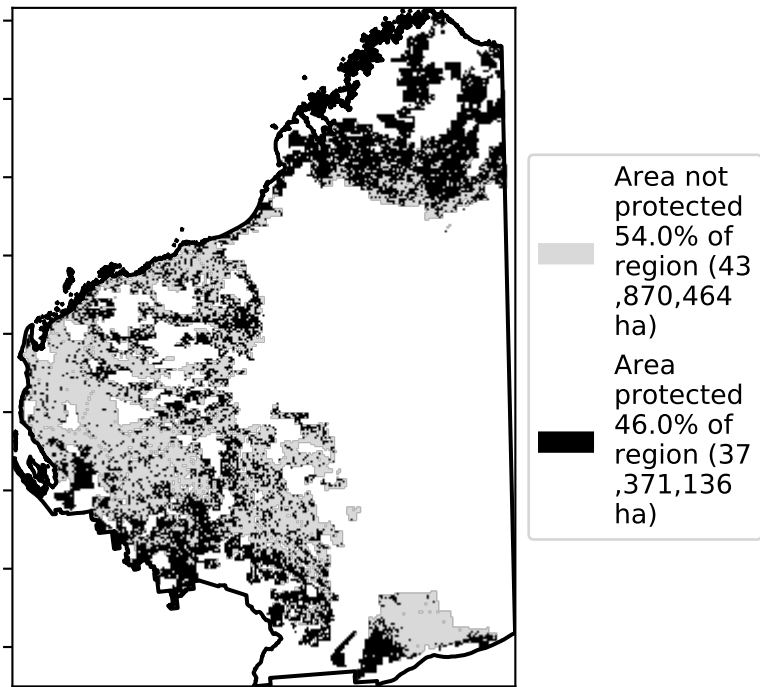 Area not
protected
54.0% of
region (43
,870,464
ha)
Area
protected
46.0% of
region (37
,371,136
ha)